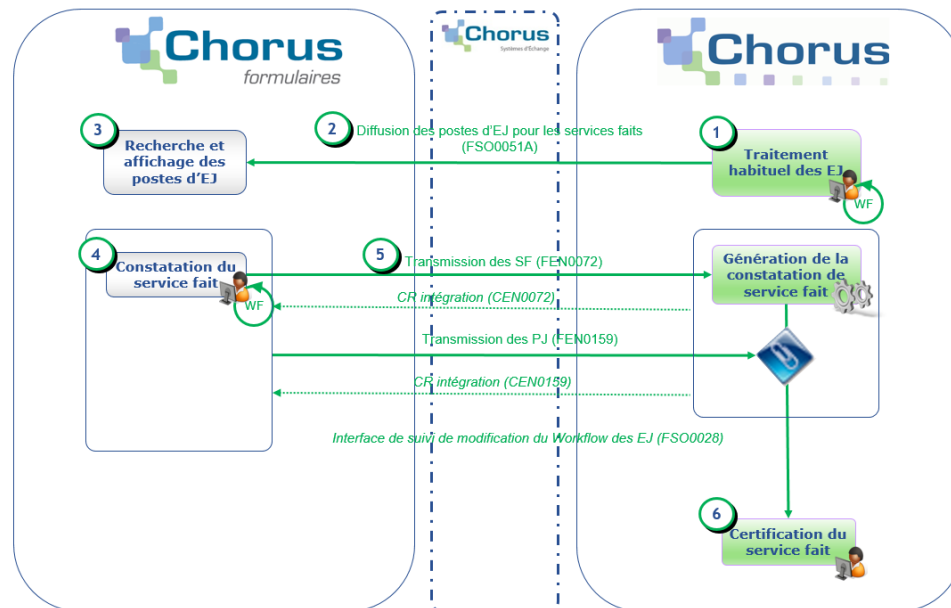 Chorus
formulaires
Chorus
Systèmes d'Échange
Chorus
3
Recherche et
affichage des
postes d'EJ
2
Diffusion des postes d'EJ pour les services faits
(FSO0051A)
1
Traitement
habituel des EJ
WF
4
Constatation du
service fait
WF
5
Transmission des SF (FEN0072)
Génération de la
constatation de
service fait
CR intégration (CEN0072)
Transmission des PJ (FEN0159)
CR intégration (CEN0159)
Interface de suivi de modification du Workflow des EJ (FSO0028)
6
Certification du
service fait